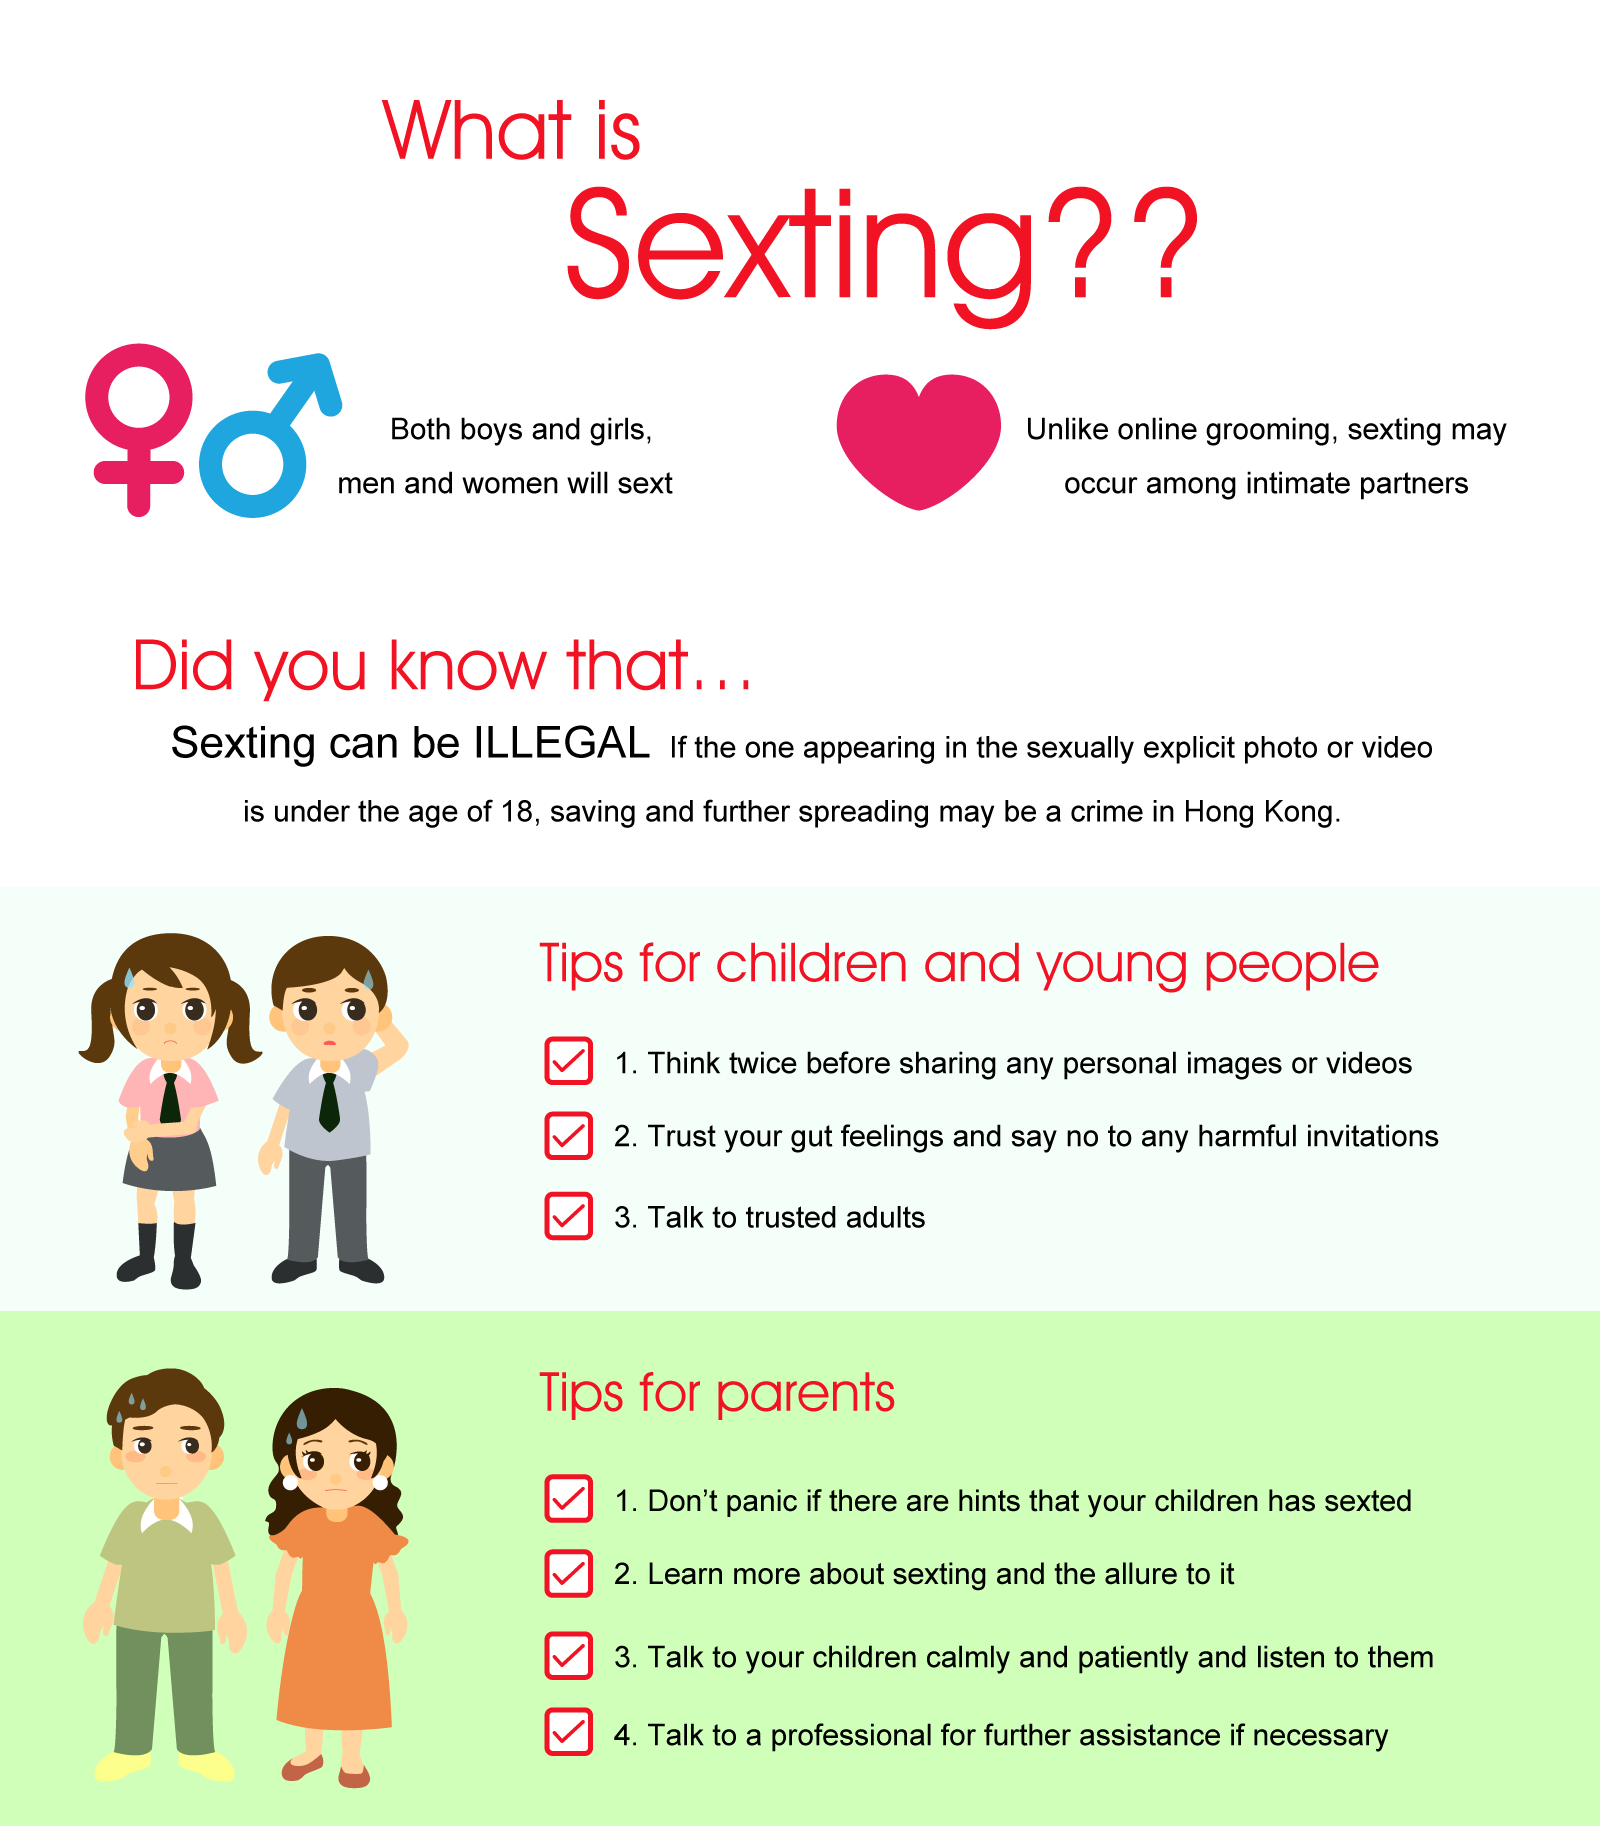 What is
Sexting??
Both boys and girls,
men and women will sext
Unlike online grooming, sexting may
occur among intimate partners
Did you know that...
Sexting can be ILLEGAL If the one appearing in the sexually explicit photo or video
is under the age of 18, saving and further spreading may be a crime in Hong Kong.
Tips for children and young people
1. Think twice before sharing any personal images or videos
2. Trust your gut feelings and say no to any harmful invitations
3. Talk to trusted adults
Tips for parents
1. Don’t panic if there are hints that your children has sexted
2. Learn more about sexting and the allure to it
3. Talk to your children calmly and patiently and listen to them
4. Talk to a professional for further assistance if necessary